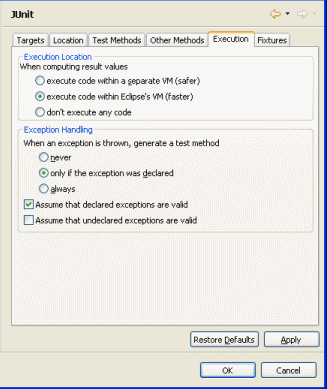 JUnit
Targets Location Test Methods Other Methods Execution Fixtures
Execution Location
When computing result values
execute code within a separate VM (safer)
execute code within Eclipse's VM (faster)
don't execute any code
Exception Handling
When an exception is thrown, generate a test method
never
only if the exception was declared
always
Assume that declared exceptions are valid
Assume that undeclared exceptions are valid
Restore Defaults Apply
OK Cancel